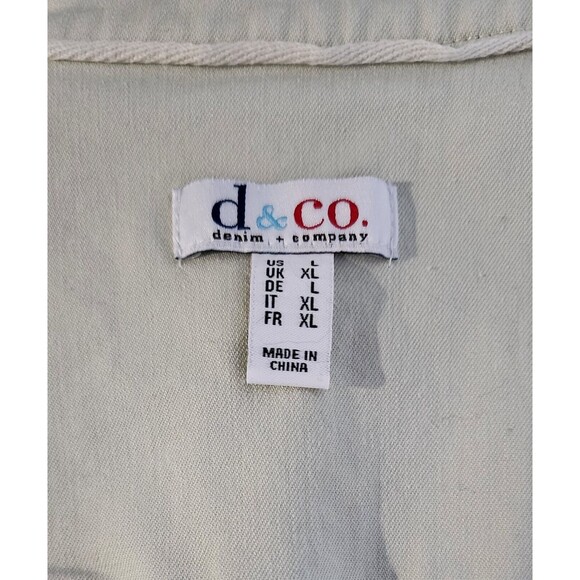 d & co.
denim + company
US L
UK XL
DE L
IT XL
FR XL
MADE IN
CHINA